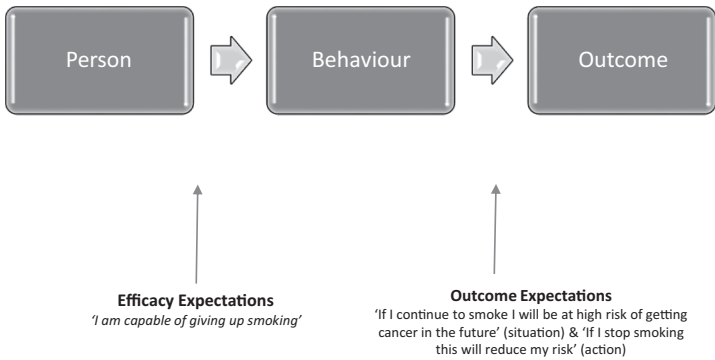 Person
Behaviour
Outcome
Efficacy Expectations
‘I am capable of giving up smoking’
Outcome Expectations
‘If I continue to smoke I will be at high risk of getting
cancer in the future’ (situation) & ‘If I stop smoking
this will reduce my risk’ (action)